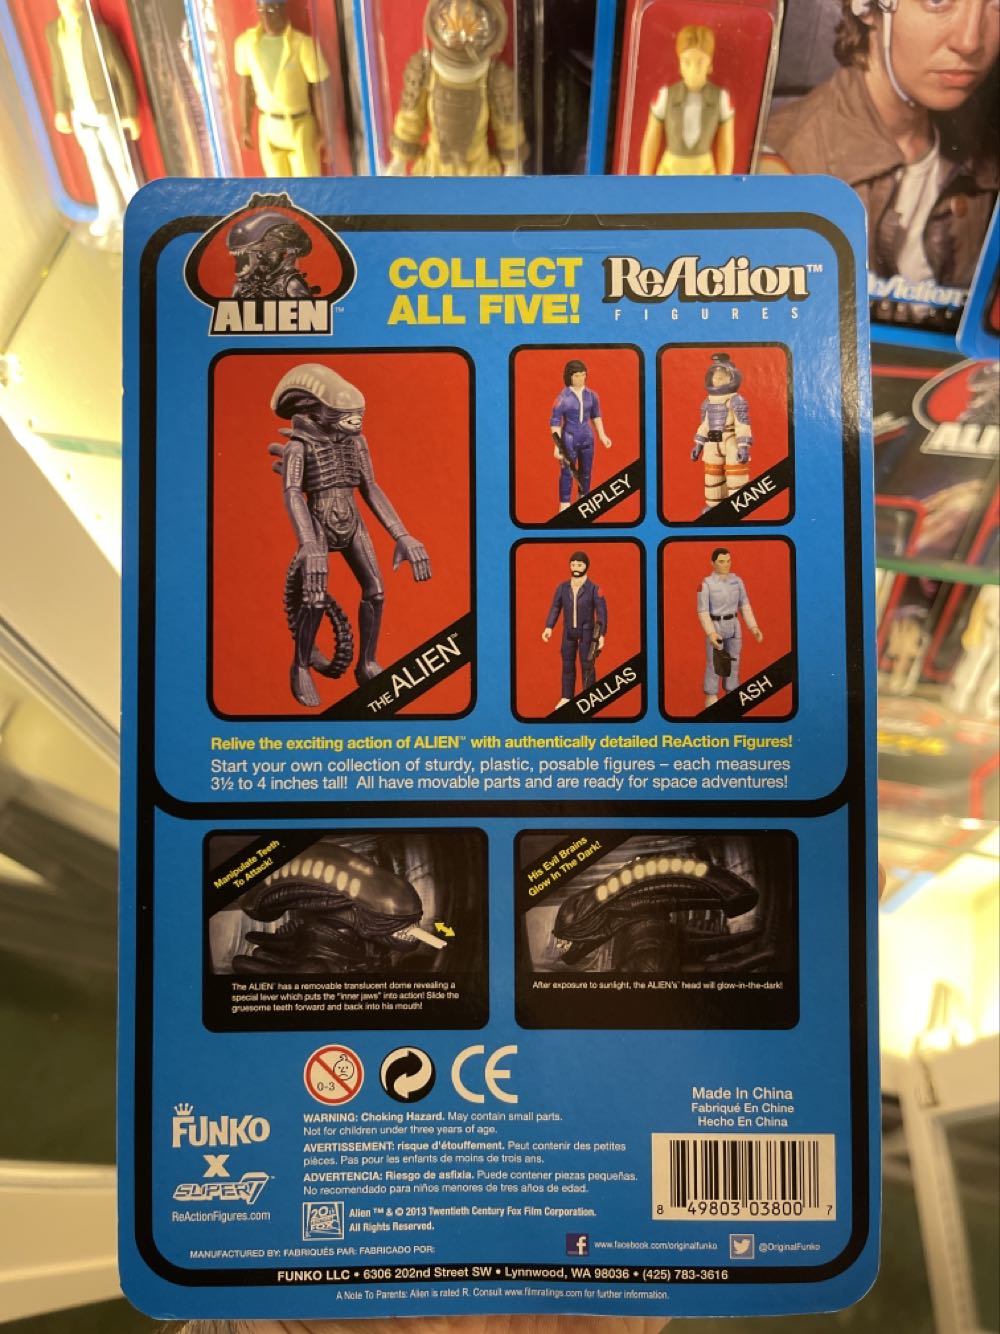 ALIEN™
COLLECT
ALL FIVE!
ReAction™
FIGURES
THE ALIEN™
RIPLEY
KANE
DALLAS
ASH
Relive the exciting action of ALIEN™ with authentically detailed ReAction Figures!
Start your own collection of sturdy, plastic, posable figures – each measures
3½ to 4 inches tall! All have movable parts and are ready for space adventures!
Manipulate Teeth
To Attack!
The ALIEN™ has a removable translucent dome revealing a
special lever which puts the "inner jaws" into action! Slide the
gruesome teeth forward and back into his mouth!
His Evil Brains
Glow In The Dark!
After exposure to sunlight, the ALIEN's™ head will glow-in-the-dark!
0-3
CE
FUNKO
X
SUPER7
ReActionFigures.com
WARNING: Choking Hazard. May contain small parts.
Not for children under three years of age.
AVERTISSEMENT: risque d'étouffement. Peut contenir des petites
pièces. Pas pour les enfants de moins de trois ans.
ADVERTENCIA: Riesgo de asfixia. Puede contener piezas pequeñas.
No recomendado para niños menores de tres años de edad.
20th
CENTURY
FOX
Alien ™ & © 2013 Twentieth Century Fox Film Corporation.
All Rights Reserved.
Made In China
Fabriqué En Chine
Hecho En China
8 49803 03800 7
MANUFACTURED BY: FABRIQUÉS PAR: FABRICADO POR:
www.facebook.com/originalfunko
@OriginalFunko
FUNKO LLC • 6306 202nd Street SW • Lynnwood, WA 98036 • (425) 783-3616
A Note To Parents: Alien is rated R. Consult www.filmratings.com for further information.